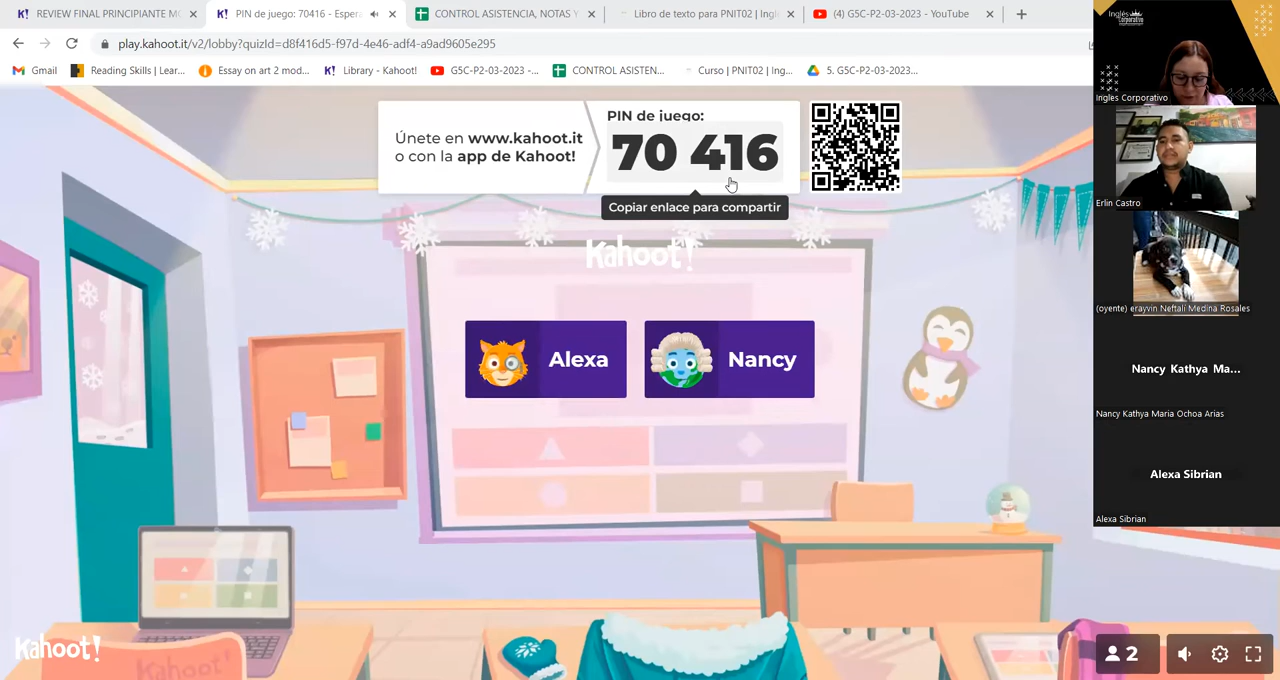 REVIEW FINAL PRINCIPIANTE MÓ
PIN de juego: 70416 - Espera
CONTROL ASISTENCIA, NOTAS Y
Libro de texto para PNIT02 | Ingl
(4) G5C-P2-03-2023 - YouTube
play.kahoot.it/v2/lobby?quizId=d8f416d5-f97d-4e46-adf4-a9ad9605e295
Gmail
Reading Skills | Lear...
Essay on art 2 mod...
Library - Kahoot!
G5C-P2-03-2023 -...
CONTROL ASISTEN...
Curso | PNIT02 | Ing...
5. G5C-P2-03-2023...
Únete en www.kahoot.it
o con la app de Kahoot!
PIN de juego:
70 416
Copiar enlace para compartir
Kahoot!
Alexa
Nancy
Kahoot!
Kahoot!
2
Inglés
Corporativo
Ingles Corporativo
Erlin Castro
(oyente) erayvin Neftalí Medina Rosales
Nancy Kathya Ma...
Nancy Kathya Maria Ochoa Arias
Alexa Sibrian
Alexa Sibrian